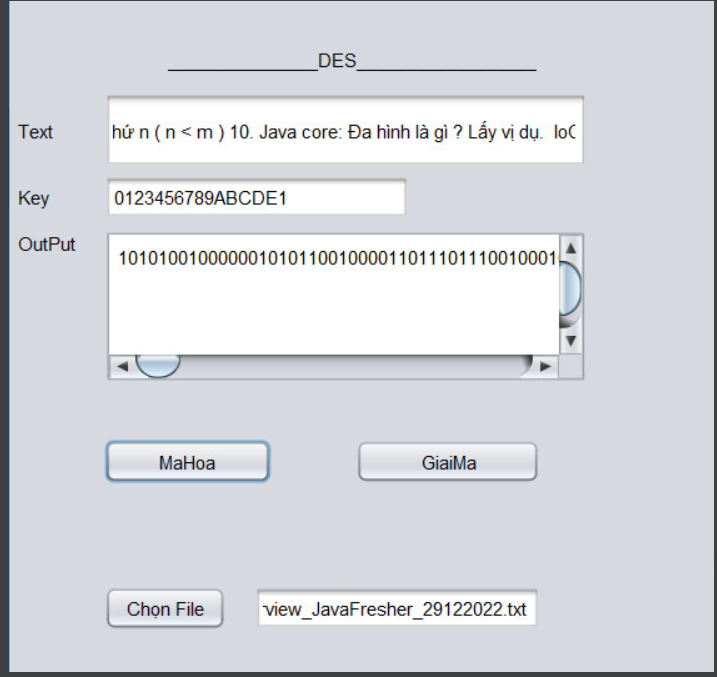 _______________DES__________________
Text
hứ n ( n < m ) 10. Java core: Đa hình là gì ? Lấy vị dụ. loC
Key
0123456789ABCDE1
OutPut
10101001000000101011001000011011101110010001
MaHoa
GiaiMa
Chọn File
view_JavaFresher_29122022.txt